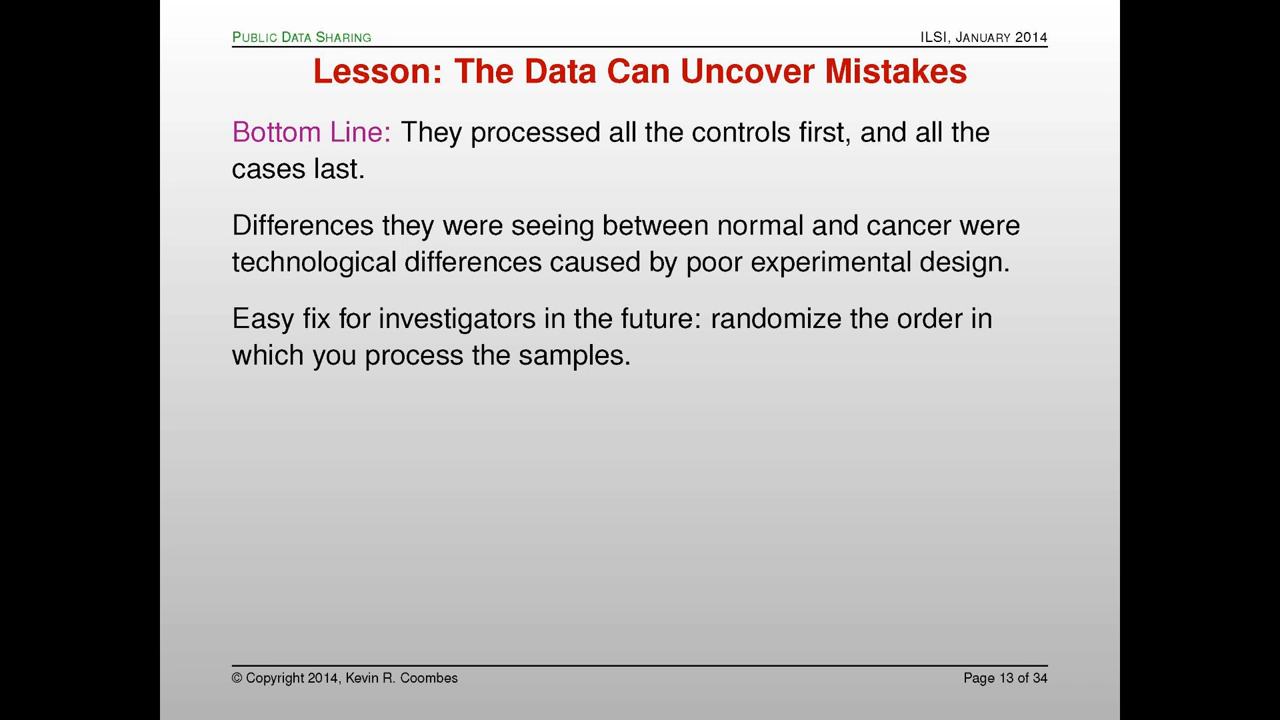 Public Data Sharing
ILSI, January 2014
Lesson: The Data Can Uncover Mistakes
Bottom Line: They processed all the controls first, and all the
cases last.
Differences they were seeing between normal and cancer were
technological differences caused by poor experimental design.
Easy fix for investigators in the future: randomize the order in
which you process the samples.
© Copyright 2014, Kevin R. Coombes
Page 13 of 34